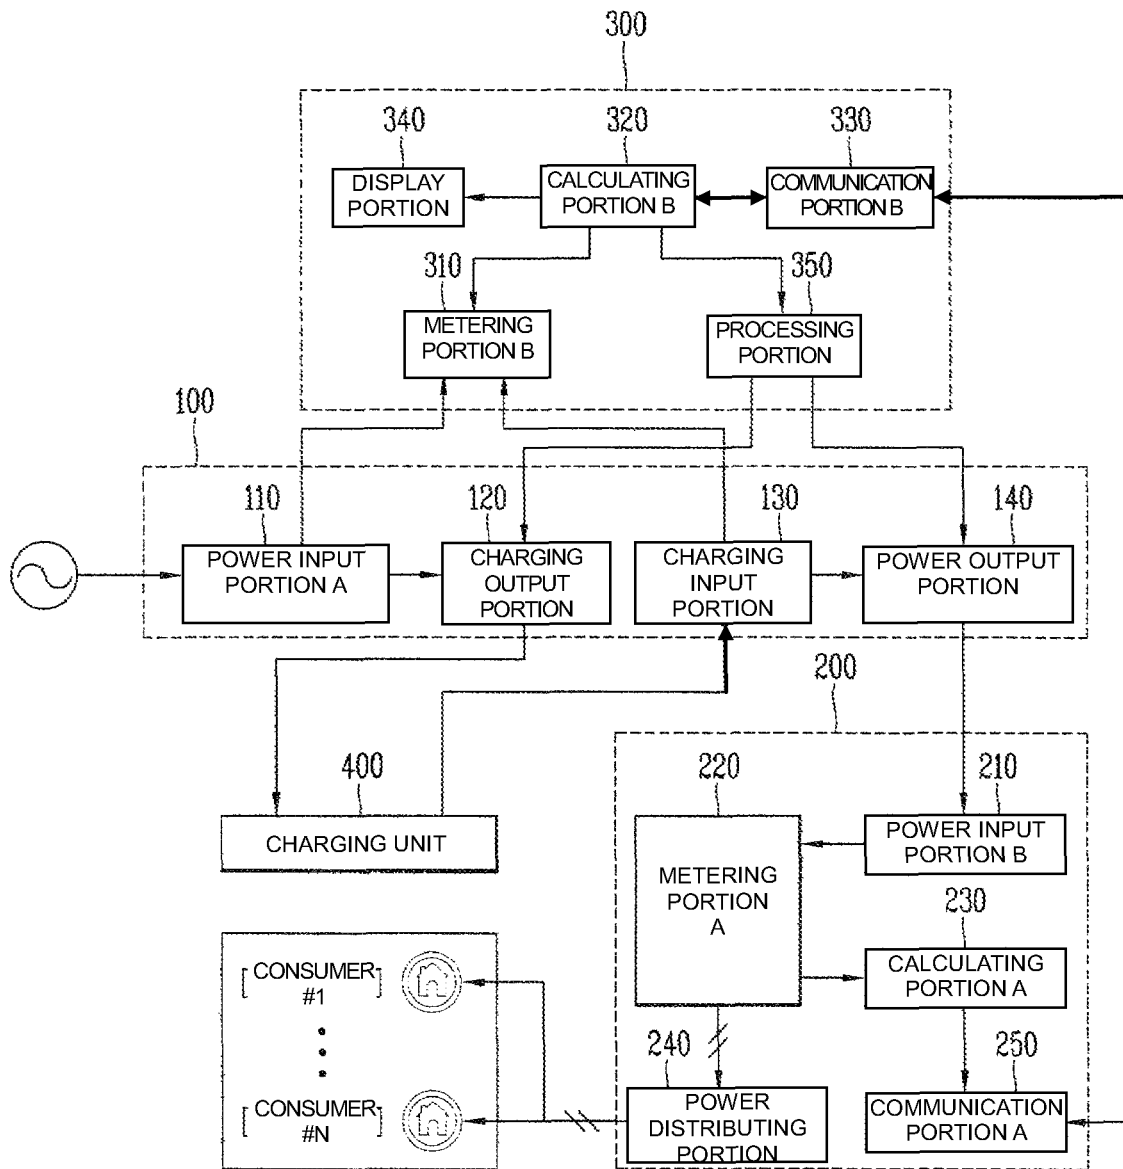 300
340
320
330
DISPLAY
PORTION
CALCULATING
PORTION B
COMMUNICATION
PORTION B
310
350
METERING
PORTION B
PROCESSING
PORTION
100
110
120
130
140
POWER INPUT
PORTION A
CHARGING
OUTPUT
PORTION
CHARGING
INPUT
PORTION
POWER OUTPUT
PORTION
200
400
220
210
CHARGING UNIT
POWER INPUT
PORTION B
METERING
PORTION
A
230
CALCULATING
PORTION A
[CONSUMER
#1]
240
250
[CONSUMER
#N]
POWER
DISTRIBUTING
PORTION
COMMUNICATION
PORTION A